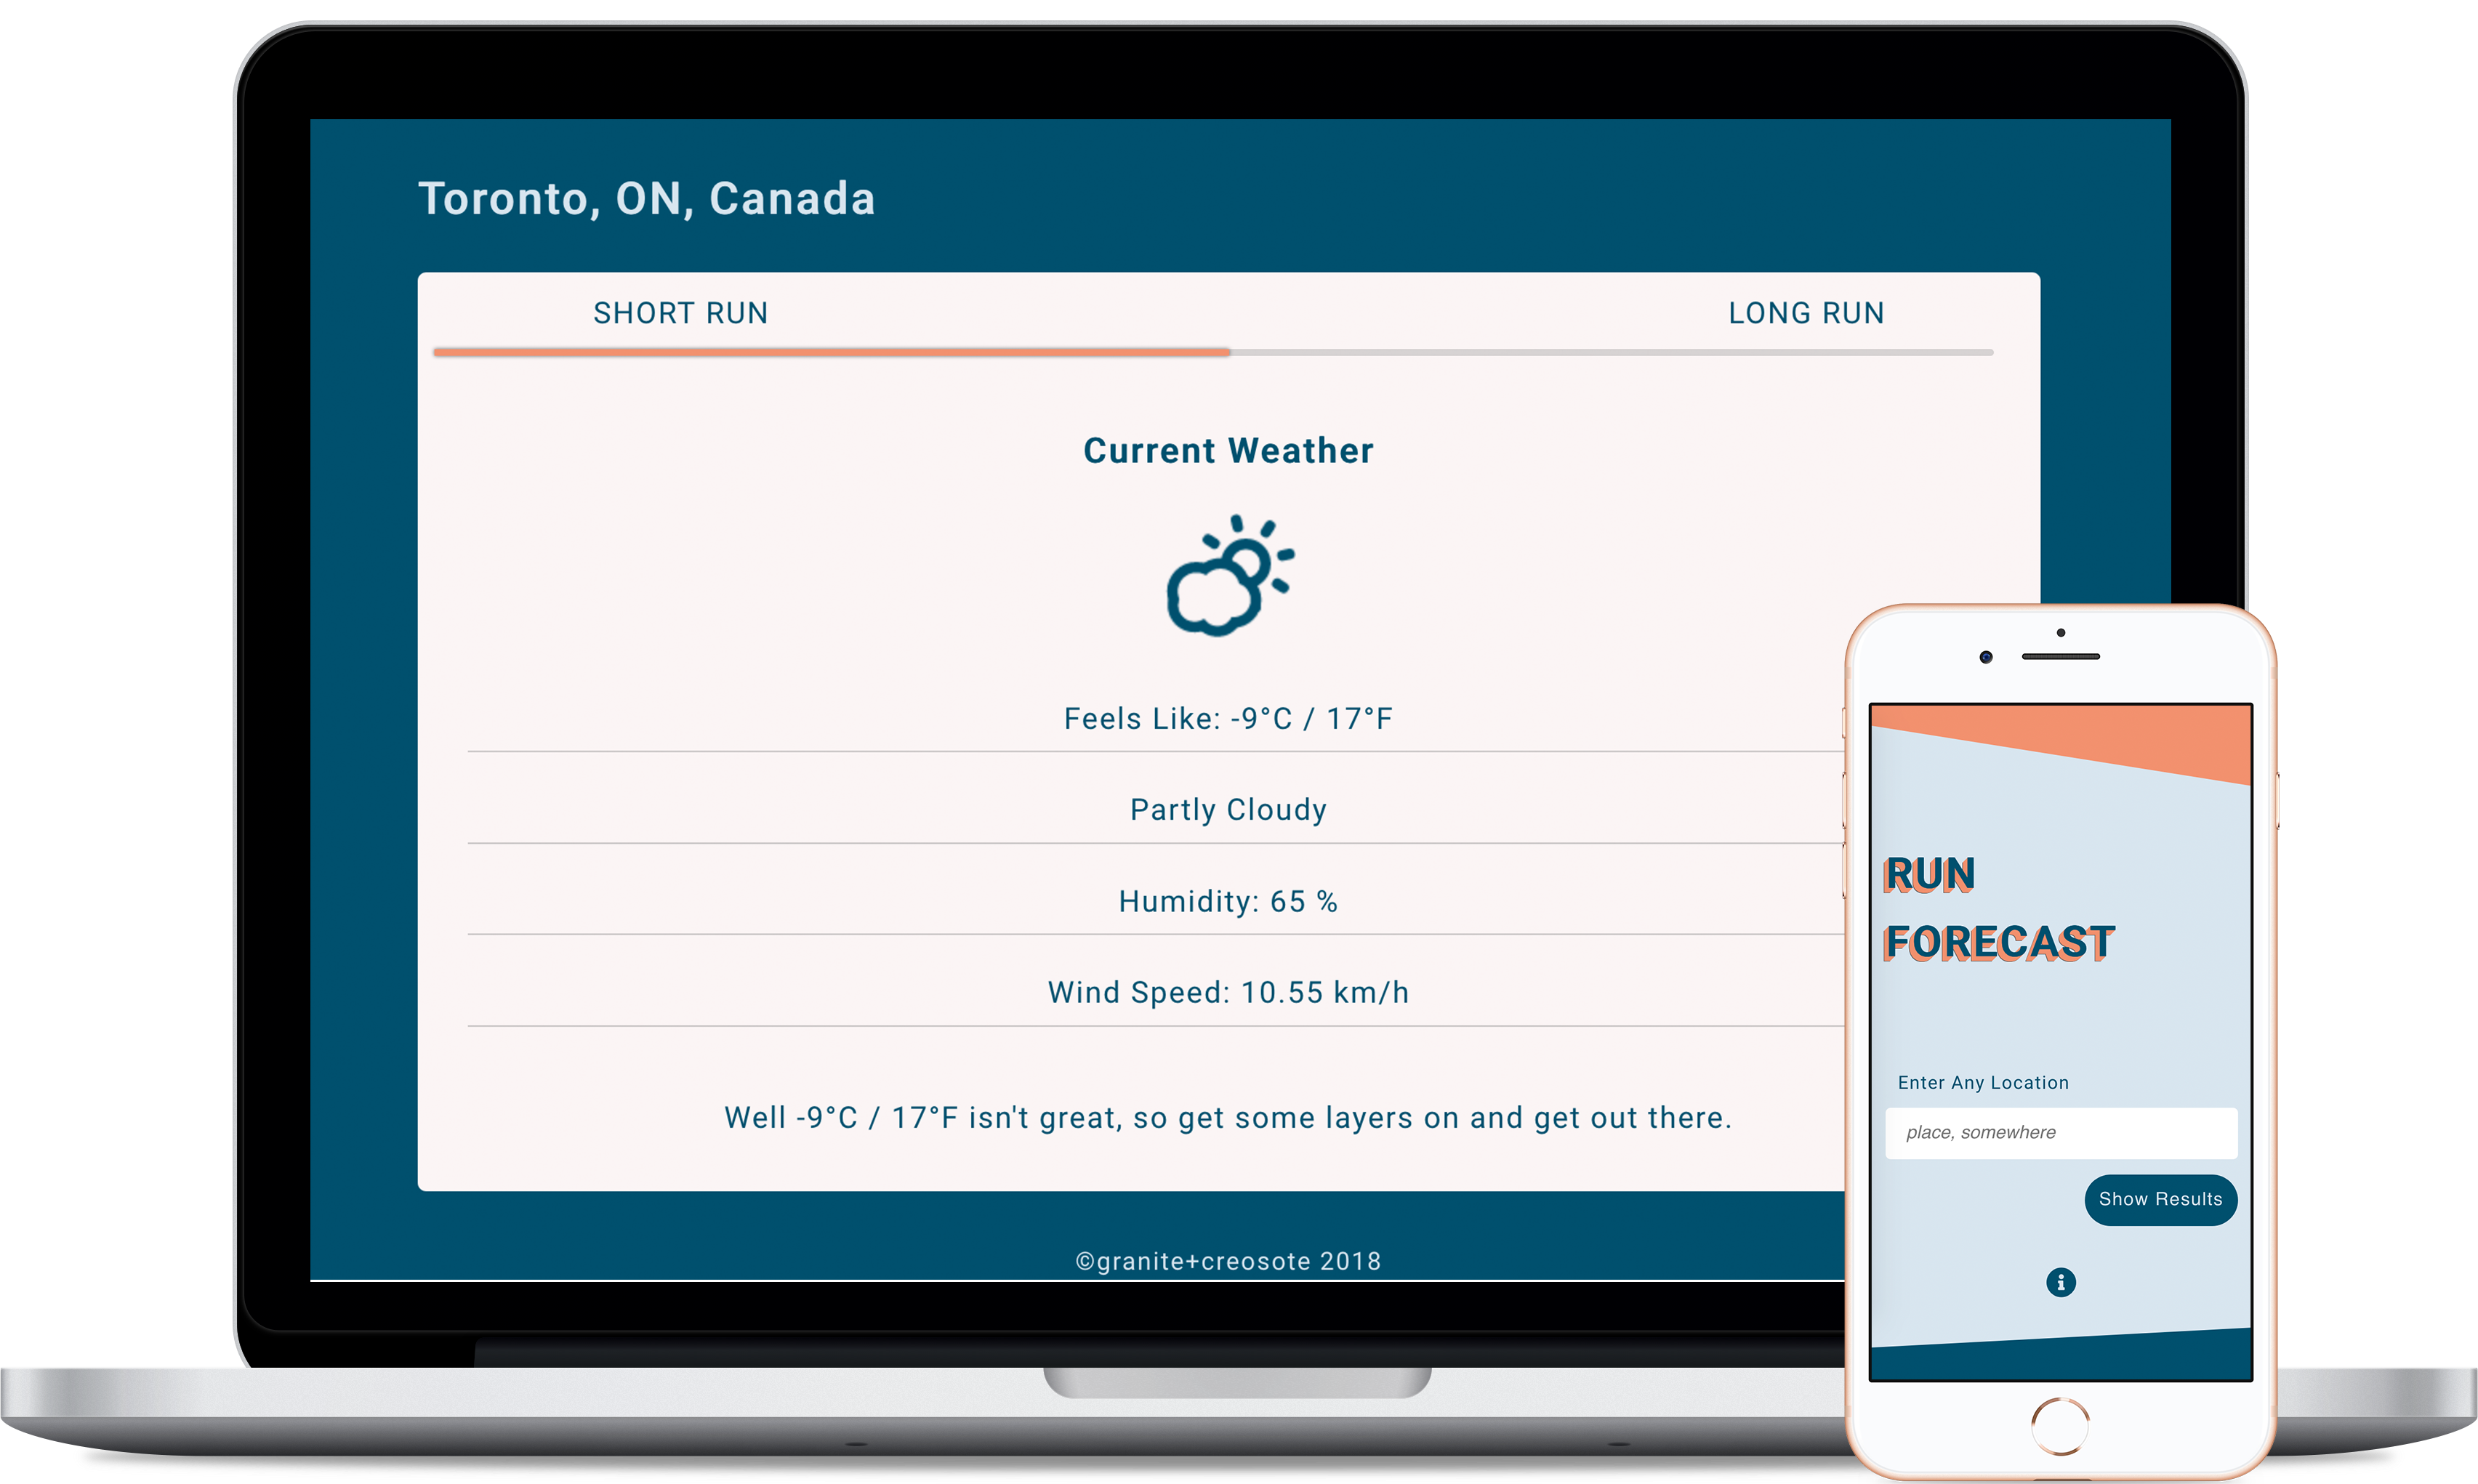 Toronto, ON, Canada
SHORT RUN
LONG RUN
Current Weather
Feels Like: -9°C / 17°F
Partly Cloudy
Humidity: 65 %
Wind Speed: 10.55 km/h
Well -9°C / 17°F isn't great, so get some layers on and get out there.
©granite+creosote 2018
RUN
FORECAST
Enter Any Location
place, somewhere
Show Results
i